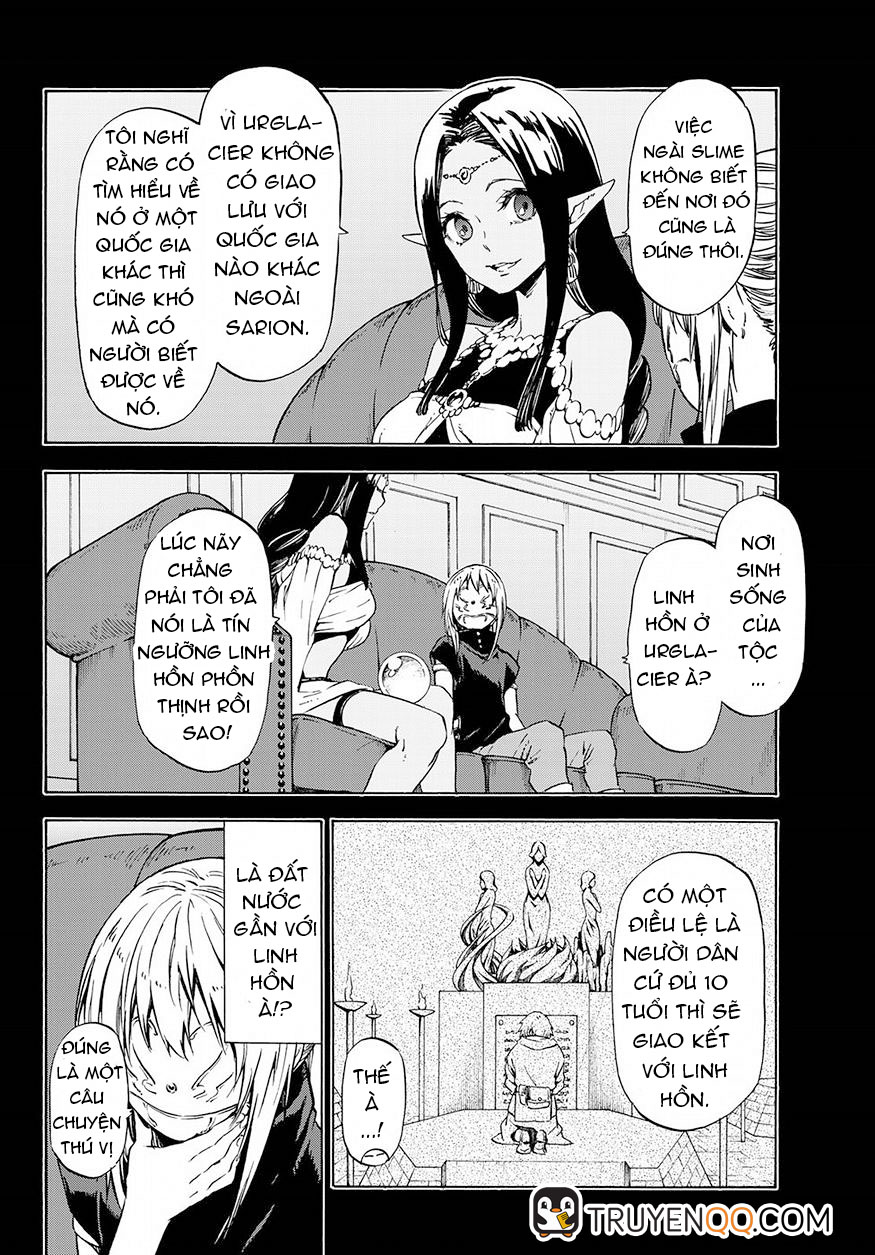 VIỆC
NGÀI SLIME
KHÔNG BIẾT
ĐẾN NƠI ĐÓ
CŨNG LÀ
ĐÚNG THÔI.
VÌ URGLA-
CIER KHÔNG
CÓ GIAO
LƯU VỚI
QUỐC GIA
NÀO KHÁC
NGOÀI
SARION.
TÔI NGHĨ
RẰNG CÓ
TÌM HIỂU VỀ
NÓ Ở MỘT
QUỐC GIA
KHÁC THÌ
CŨNG KHÓ
MÀ CÓ
NGƯỜI BIẾT
ĐƯỢC VỀ
NÓ.
NƠI
SINH
SỐNG
CỦA
TỘC
...
LINH
HỒN Ở
URGLA-
CIER À?
LÚC NÃY
CHẲNG
PHẢI TÔI ĐÃ
NÓI LÀ TÍN
NGƯỠNG LINH
HỒN PHỒN
THỊNH RỒI
SAO!
CÓ MỘT
ĐIỀU LỆ LÀ
NGƯỜI DÂN
CỨ ĐỦ 10
TUỔI THÌ SẼ
GIAO KẾT
VỚI LINH
HỒN.
THẾ
À
...!
LÀ ĐẤT
NƯỚC
GẦN VỚI
LINH
HỒN
À!?
ĐÚNG
LÀ MỘT
CÂU
CHUYỆN
THÚ VỊ
TRUYENQQ.COM